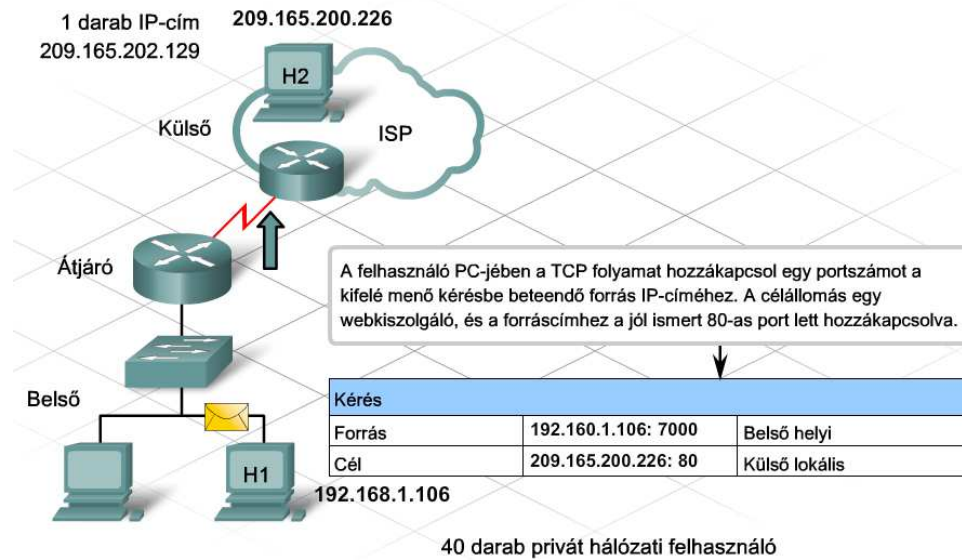 1 darab IP-cím
209.165.202.129
209.165.200.226
H2
Külső
ISP
Átjáró
A felhasználó PC-jében a TCP folyamat hozzákapcsol egy portszámot a
kifelé menő kérésbe beteendő forrás IP-címéhez. A célállomás egy
webkiszolgáló, és a forráscímhez a jól ismert 80-as port lett hozzákapcsolva.
Belső
Kérés
Forrás 192.160.1.106: 7000 Belső helyi
Cél 209.165.200.226: 80 Külső lokális
H1
192.168.1.106
40 darab privát hálózati felhasználó